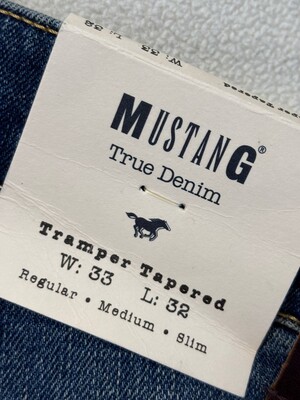 MUSTANG®
True Denim
Tramper Tapered
W: 33 L: 32
Regular • Medium • Slim